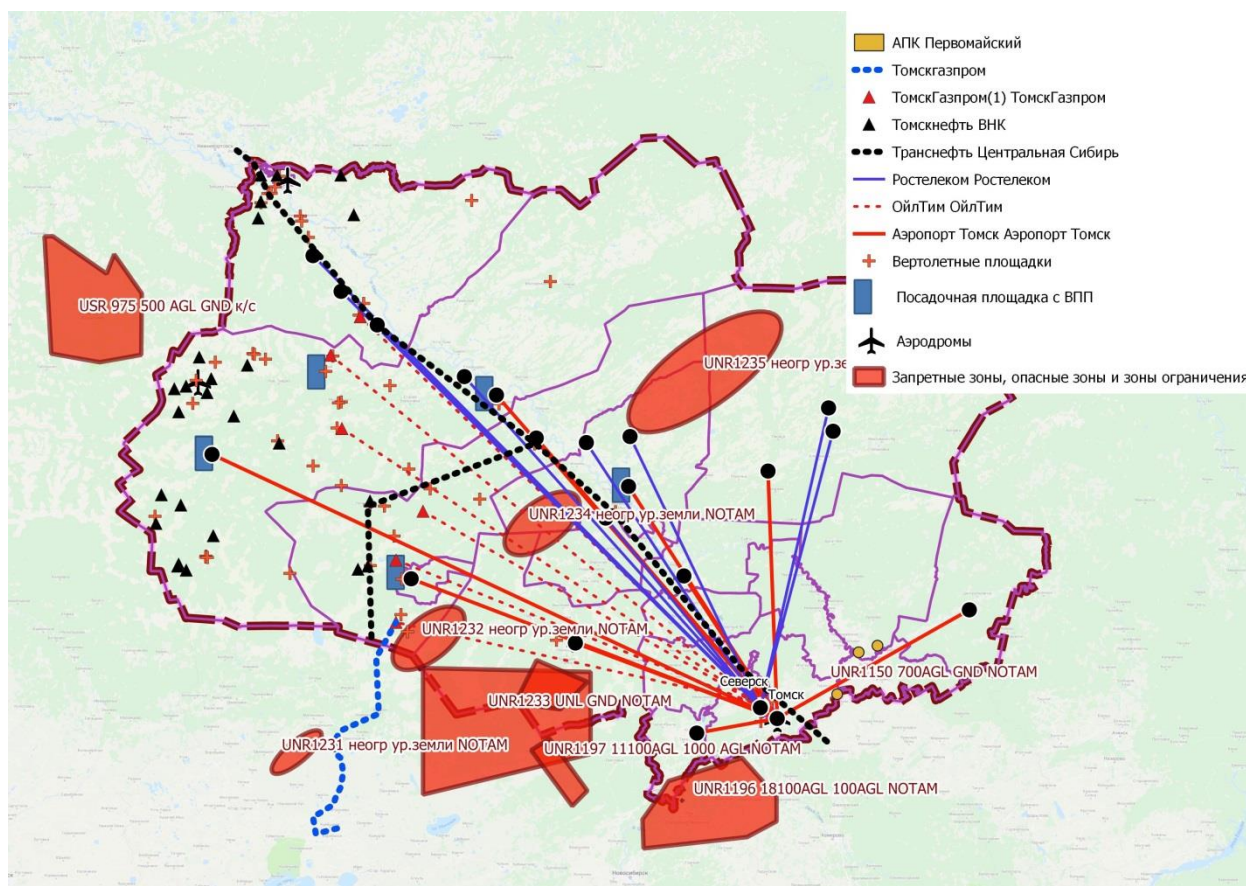 АПК Первомайский
Томскгазпром
ТомскГазпром(1) ТомскГазпром
Томскнефть ВНК
Транснефть Центральная Сибирь
Ростелеком Ростелеком
ОйлТим ОйлТим
Аэропорт Томск Аэропорт Томск
Вертолетные площадки
Посадочная площадка с ВПП
Аэродромы
Запретные зоны, опасные зоны и зоны ограничения
USR 975 500 AGL GND к/с
UNR1235 неогр ур.зе
UNR1234 неогр ур.земли NOTAM
UNR1232 неогр ур.земли NOTAM
UNR1150 700AGL GND NOTAM
Северск
Томск
UNR1233 UNL GND NOTAM
UNR1231 неогр ур.земли NOTAM
UNR1197 11100AGL 1000 AGL NOTAM
UNR1196 18100AGL 100AGL NOTAM